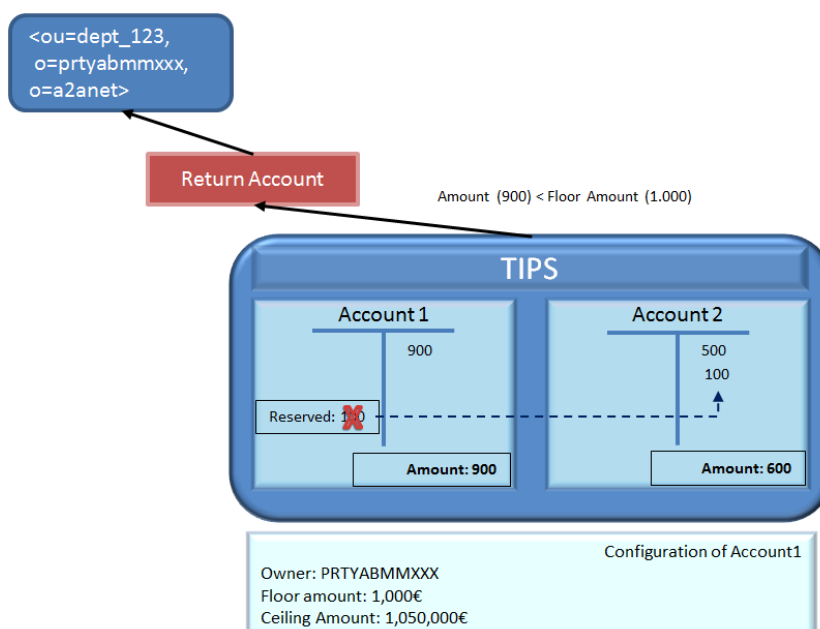 <ou=dept_123,
o=prtyabmmxxx,
o=a2anet>
Return Account
Amount (900) < Floor Amount (1.000)
TIPS
Account 1
900
Reserved:
Amount: 900
Account 2
500
100
Amount: 600
Configuration of Account1
Owner: PRTYABMMXXX
Floor amount: 1,000€
Ceiling Amount: 1,050,000€